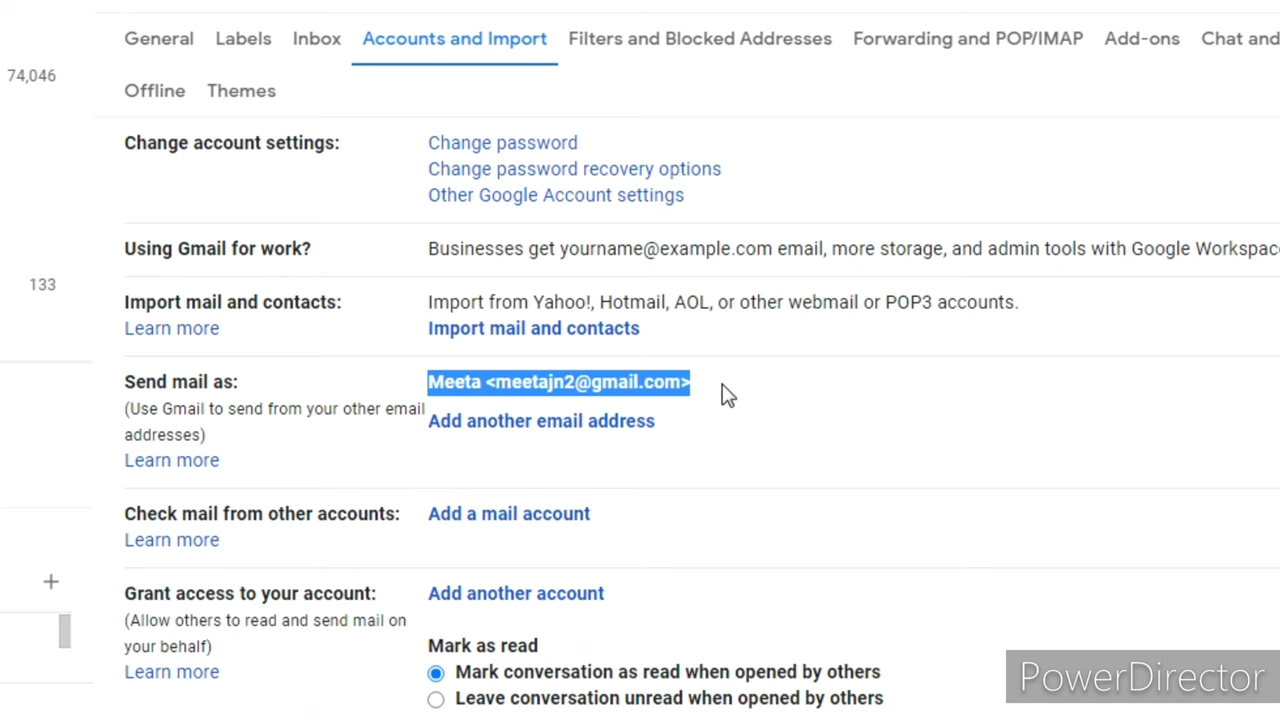 General Labels Inbox Accounts and Import Filters and Blocked Addresses Forwarding and POP/IMAP Add-ons Chat and
74,046
Offline Themes
Change account settings: Change password
Change password recovery options
Other Google Account settings
Using Gmail for work? Businesses get yourname@example.com email, more storage, and admin tools with Google Workspac
133
Import mail and contacts: Import from Yahoo!, Hotmail, AOL, or other webmail or POP3 accounts.
Learn more Import mail and contacts
Send mail as: Meeta <meetajn2@gmail.com>
(Use Gmail to send from your other email
Add another email address
addresses)
Learn more
Check mail from other accounts: Add a mail account
Learn more
Grant access to your account: Add another account
(Allow others to read and send mail on
your behalf) Mark as read
Learn more Mark conversation as read when opened by others
Leave conversation unread when opened by others
PowerDirector